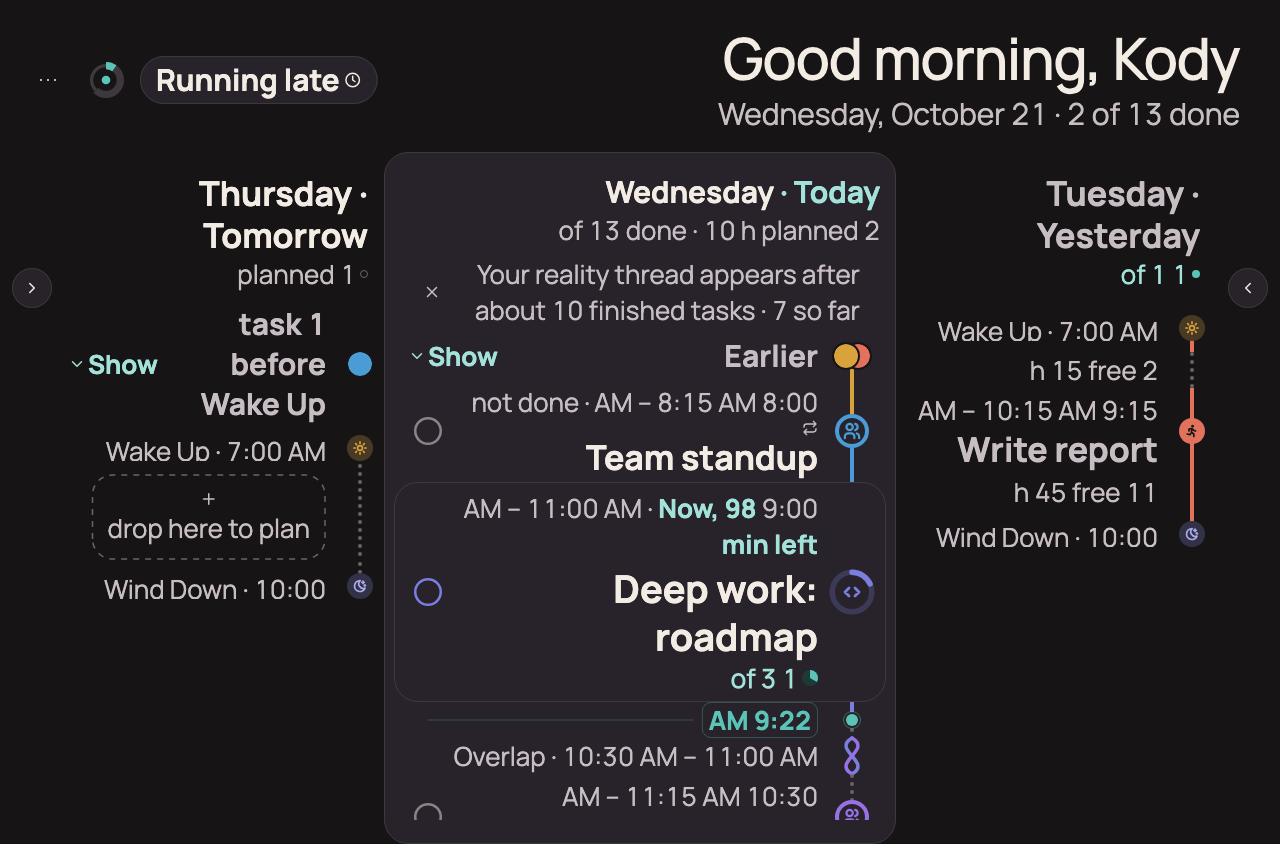 Good morning, Kody
Wednesday, October 21 · 2 of 13 done
Running late
Tuesday ·
Yesterday
of 1 1
Wake Up · 7:00 AM
h 15 free 2
AM – 10:15 AM 9:15
Write report
h 45 free 11
Wind Down · 10:00
Wednesday · Today
of 13 done · 10 h planned 2
Your reality thread appears after
about 10 finished tasks · 7 so far
Earlier
Show
not done · AM – 8:15 AM 8:00
Team standup
AM – 11:00 AM · Now, 98 9:00
min left
Deep work:
roadmap
of 3 1
AM 9:22
Overlap · 10:30 AM – 11:00 AM
AM – 11:15 AM 10:30
Thursday ·
Tomorrow
planned 1
task 1
before
Wake Up
Show
Wake Up · 7:00 AM
+
drop here to plan
Wind Down · 10:00